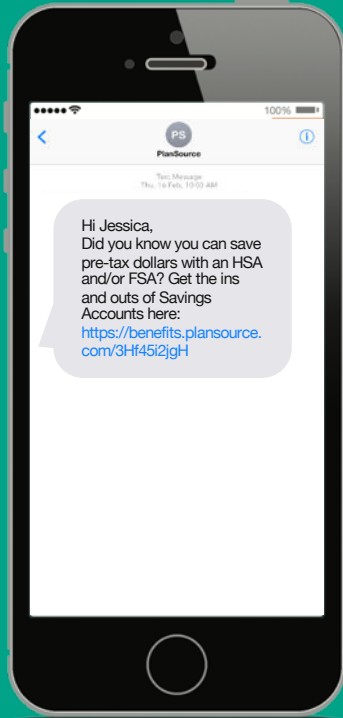 100%
PS
PlanSource
Text Message
Thu, 16 Feb, 10:03 AM
Hi Jessica,
Did you know you can save
pre-tax dollars with an HSA
and/or FSA? Get the ins
and outs of Savings
Accounts here:
https://benefits.plansource.
com/3Hf45i2jgH